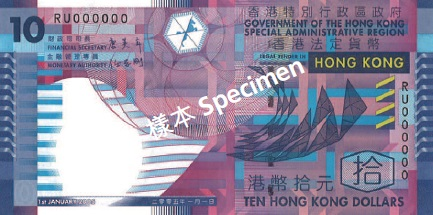 10 RU000000
香港特別行政區政府
GOVERNMENT OF THE HONG KONG
SPECIAL ADMINISTRATIVE REGION
香港法定貨幣
LEGAL TENDER IN
HONG KONG
財政司司長
FINANCIAL SECRETARY
金融管理專員
MONETARY AUTHORITY
樣本 Specimen
RU000000
拾
1st JANUARY 2005
二零零五年一月一日
港幣拾元
TEN HONG KONG DOLLARS